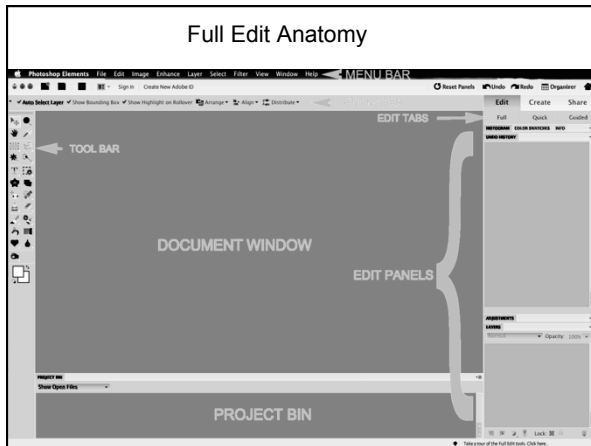 Full Edit Anatomy
Photoshop Elements File Edit Image Enhance Layer Select Filter View Window Help MENU BAR
Sign In Create New Adobe ID Reset Panels Undo Redo Organizer
Auto Select Layer Show Bounding Box Show Highlight on Rollover Arrange Align Distribute
Edit Create Share
EDIT TABS
Full Quick Guided
HISTOGRAM COLOR SWATCHES INFO
UNDO HISTORY
TOOL BAR
DOCUMENT WINDOW
EDIT PANELS
ADJUSTMENTS
LAYERS
Normal Opacity: 100%
PROJECT BIN
Show Open Files
PROJECT BIN
Lock:
Take a tour of the Full Edit tools. Click here.